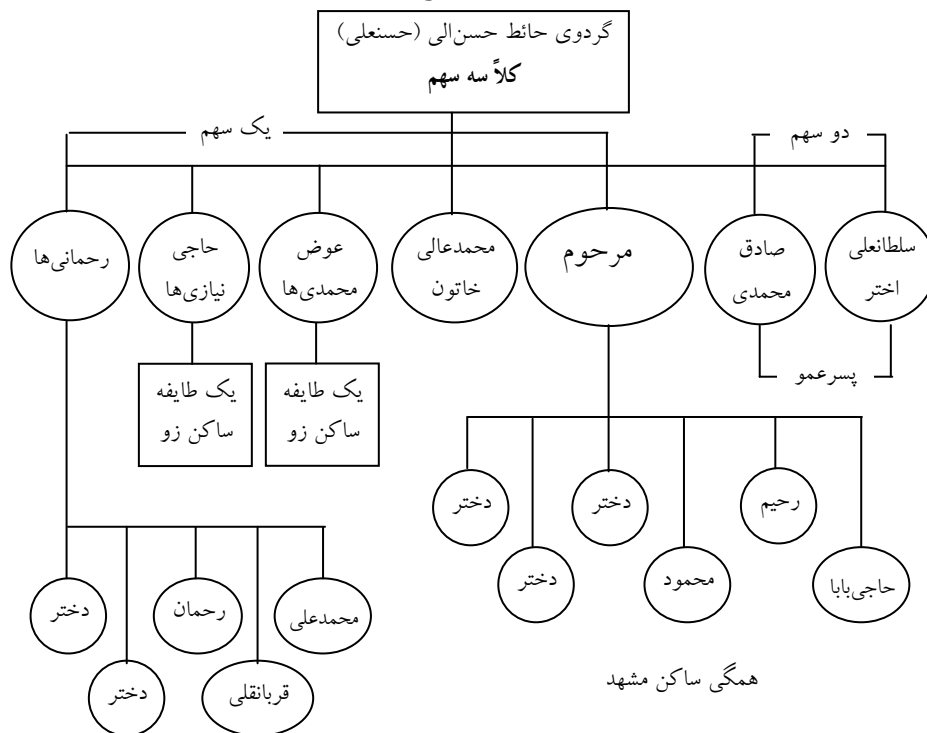 گردوی حائط حسن‌الی (حسنعلی)
کلاً سه سهم
دو سهم
یک سهم
سلطانعلی
اختر
صادق
محمدی
مرحوم
محمدعالی
خاتون
عوض
محمدی‌ها
حاجی
نیازی‌ها
رحمانی‌ها
پسرعمو
یک طایفه
ساکن زو
یک طایفه
ساکن زو
رحیم
دختر
دختر
حاجی‌بابا
محمود
دختر
محمدعلی
رحمان
دختر
قربانقلی
دختر
همگی ساکن مشهد